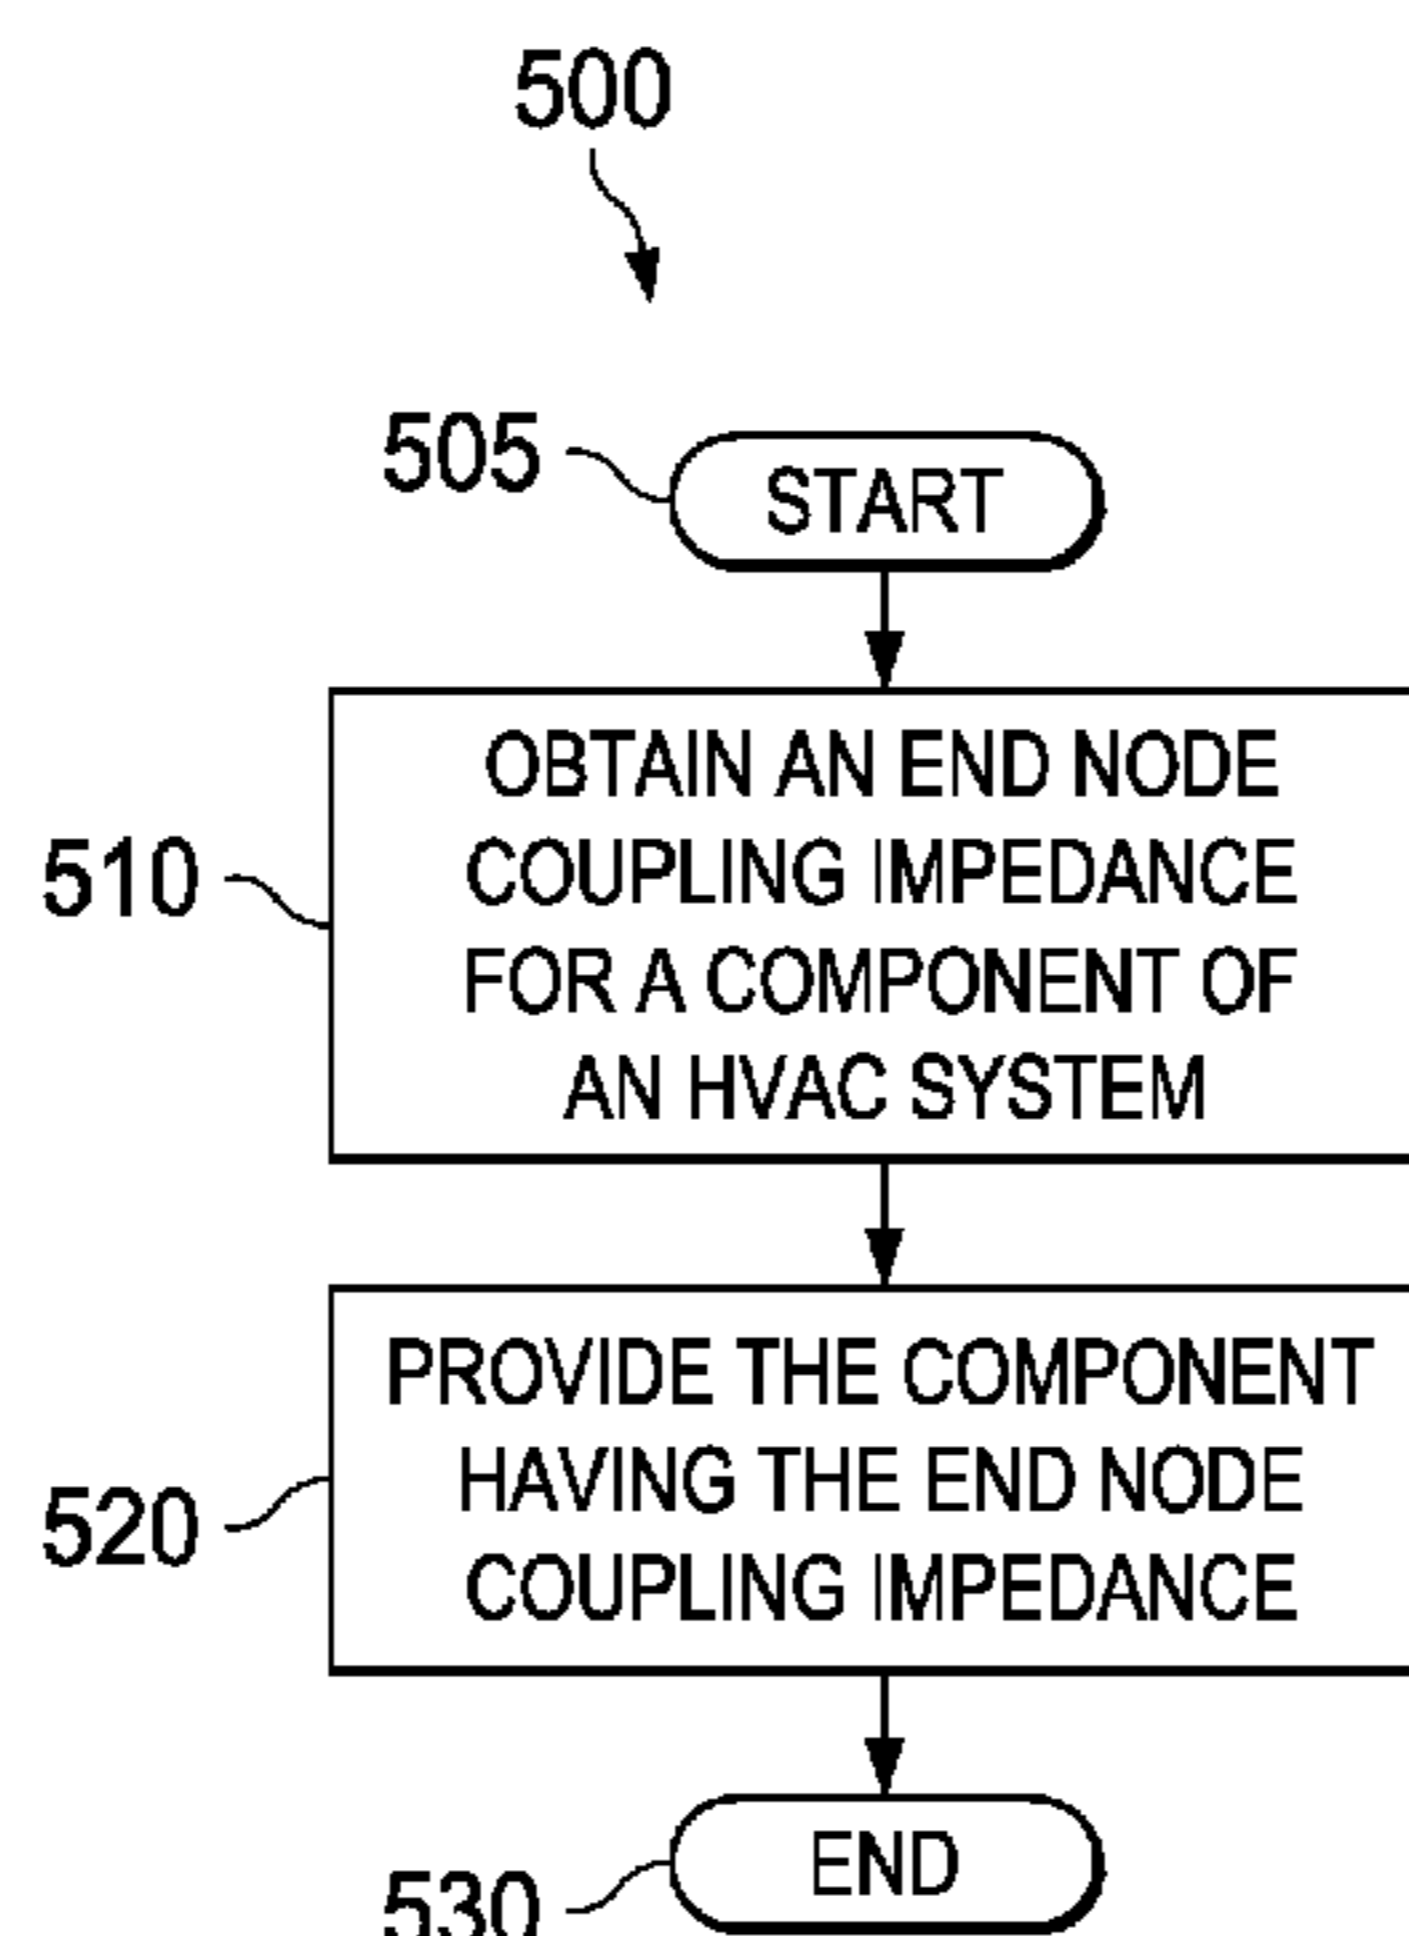 500
505
START
510
OBTAIN AN END NODE
COUPLING IMPEDANCE
FOR A COMPONENT OF
AN HVAC SYSTEM
520
PROVIDE THE COMPONENT
HAVING THE END NODE
COUPLING IMPEDANCE
530
END